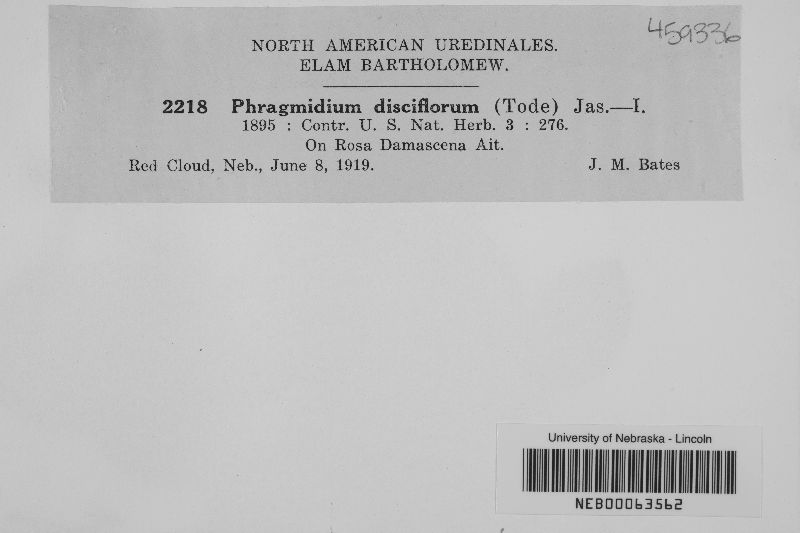 459336
NORTH AMERICAN UREDINALES.
ELAM BARTHOLOMEW.
2218 Phragmidium disciflorum (Tode) Jas.—I.
1895 : Contr. U. S. Nat. Herb. 3 : 276.
On Rosa Damascena Ait.
Red Cloud, Neb., June 8, 1919. J. M. Bates
University of Nebraska - Lincoln
NEB00063562